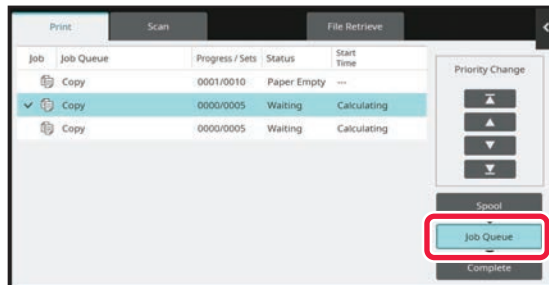 Print Scan File Retrieve
Job Job Queue Progress / Sets Status Start Time
Copy 0001/0010 Paper Empty ---
Copy 0000/0005 Waiting Calculating
Copy 0000/0005 Waiting Calculating
Priority Change
Spool
Job Queue
Complete